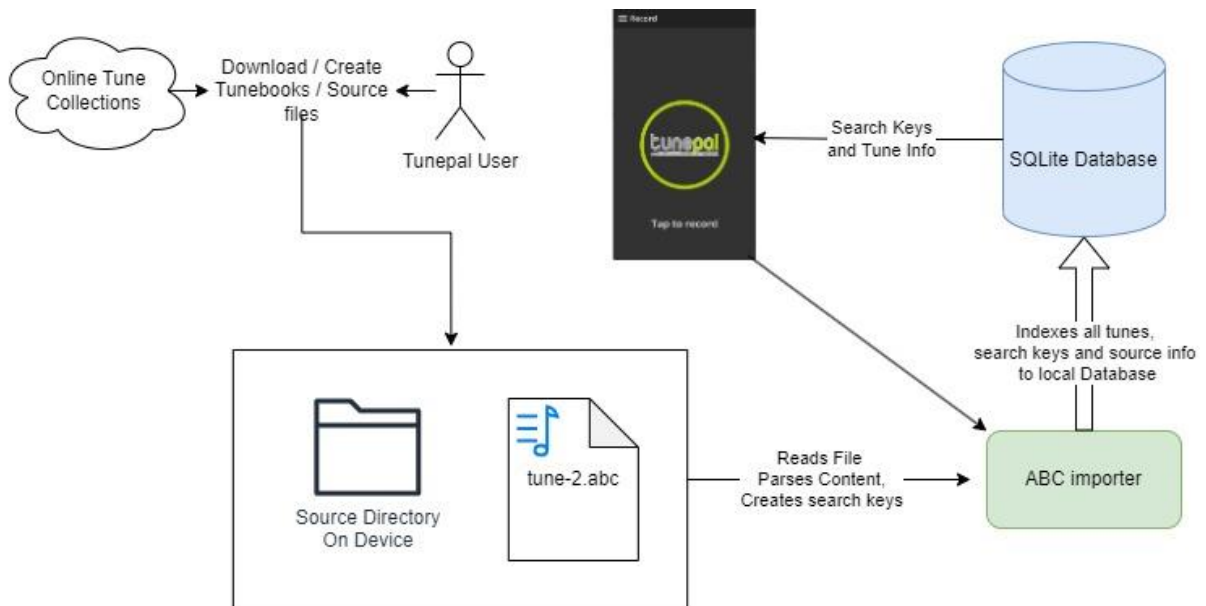 Online Tune
Collections
Download / Create
Tunebooks / Source
files
Tunepal User
Record
tunepal
Tap to record
Search Keys
and Tune Info
SQLite Database
Indexes all tunes,
search keys and source info
to local Database
Source Directory
On Device
tune-2.abc
Reads File
Parses Content,
Creates search keys
ABC importer